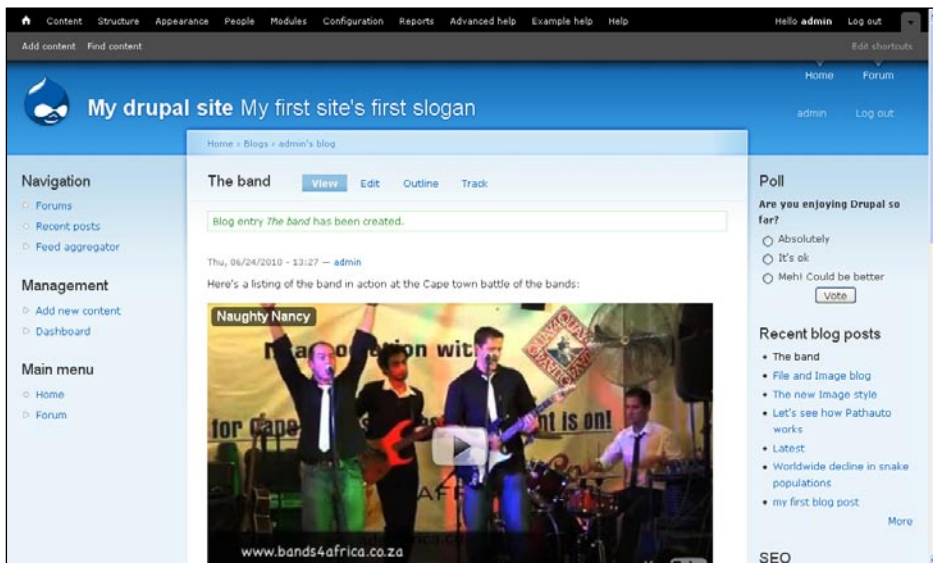 Content Structure Appearance People Modules Configuration Reports Advanced help Example help Help Hello admin Log out
Add content Find content Edit shortcuts
Home Forum
My drupal site My first site's first slogan
admin Log out
Home › Blogs › admin's blog
Navigation
Forums
Recent posts
Feed aggregator
Management
Add new content
Dashboard
Main menu
Home
Forum
The band View Edit Outline Track
Blog entry The band has been created.
Thu, 06/24/2010 - 13:27 — admin
Here's a listing of the band in action at the Cape town battle of the bands:
Naughty Nancy
with
for Cape nt is on!
www.bands4africa.co.za
Poll
Are you enjoying Drupal so
far?
Absolutely
It's ok
Meh! Could be better
Vote
Recent blog posts
The band
File and Image blog
The new Image style
Let's see how Pathauto
works
Latest
Worldwide decline in snake
populations
my first blog post
More
SEO